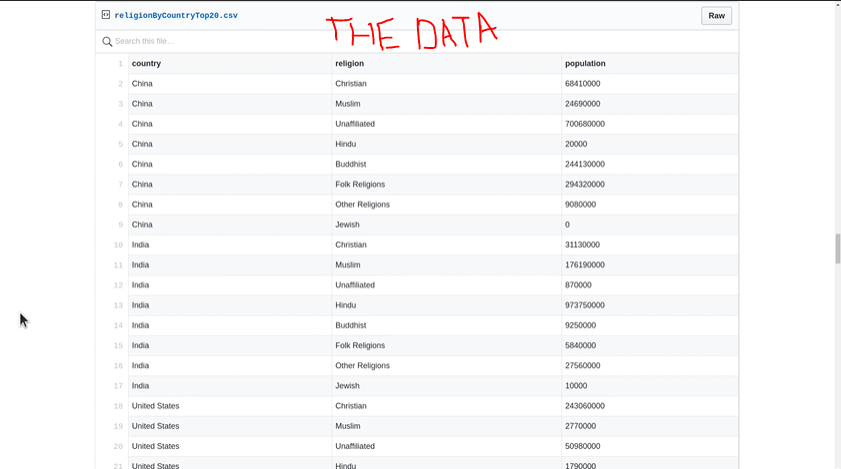 religionByCountryTop20.csv
THE DATA
Raw
Search this file…
1 country religion population
2 China Christian 68410000
3 China Muslim 24690000
4 China Unaffiliated 700680000
5 China Hindu 20000
6 China Buddhist 244130000
7 China Folk Religions 294320000
8 China Other Religions 9080000
9 China Jewish 0
10 India Christian 31130000
11 India Muslim 176190000
12 India Unaffiliated 870000
13 India Hindu 973750000
14 India Buddhist 9250000
15 India Folk Religions 5840000
16 India Other Religions 27560000
17 India Jewish 10000
18 United States Christian 243060000
19 United States Muslim 2770000
20 United States Unaffiliated 50980000
21 United States Hindu 1790000